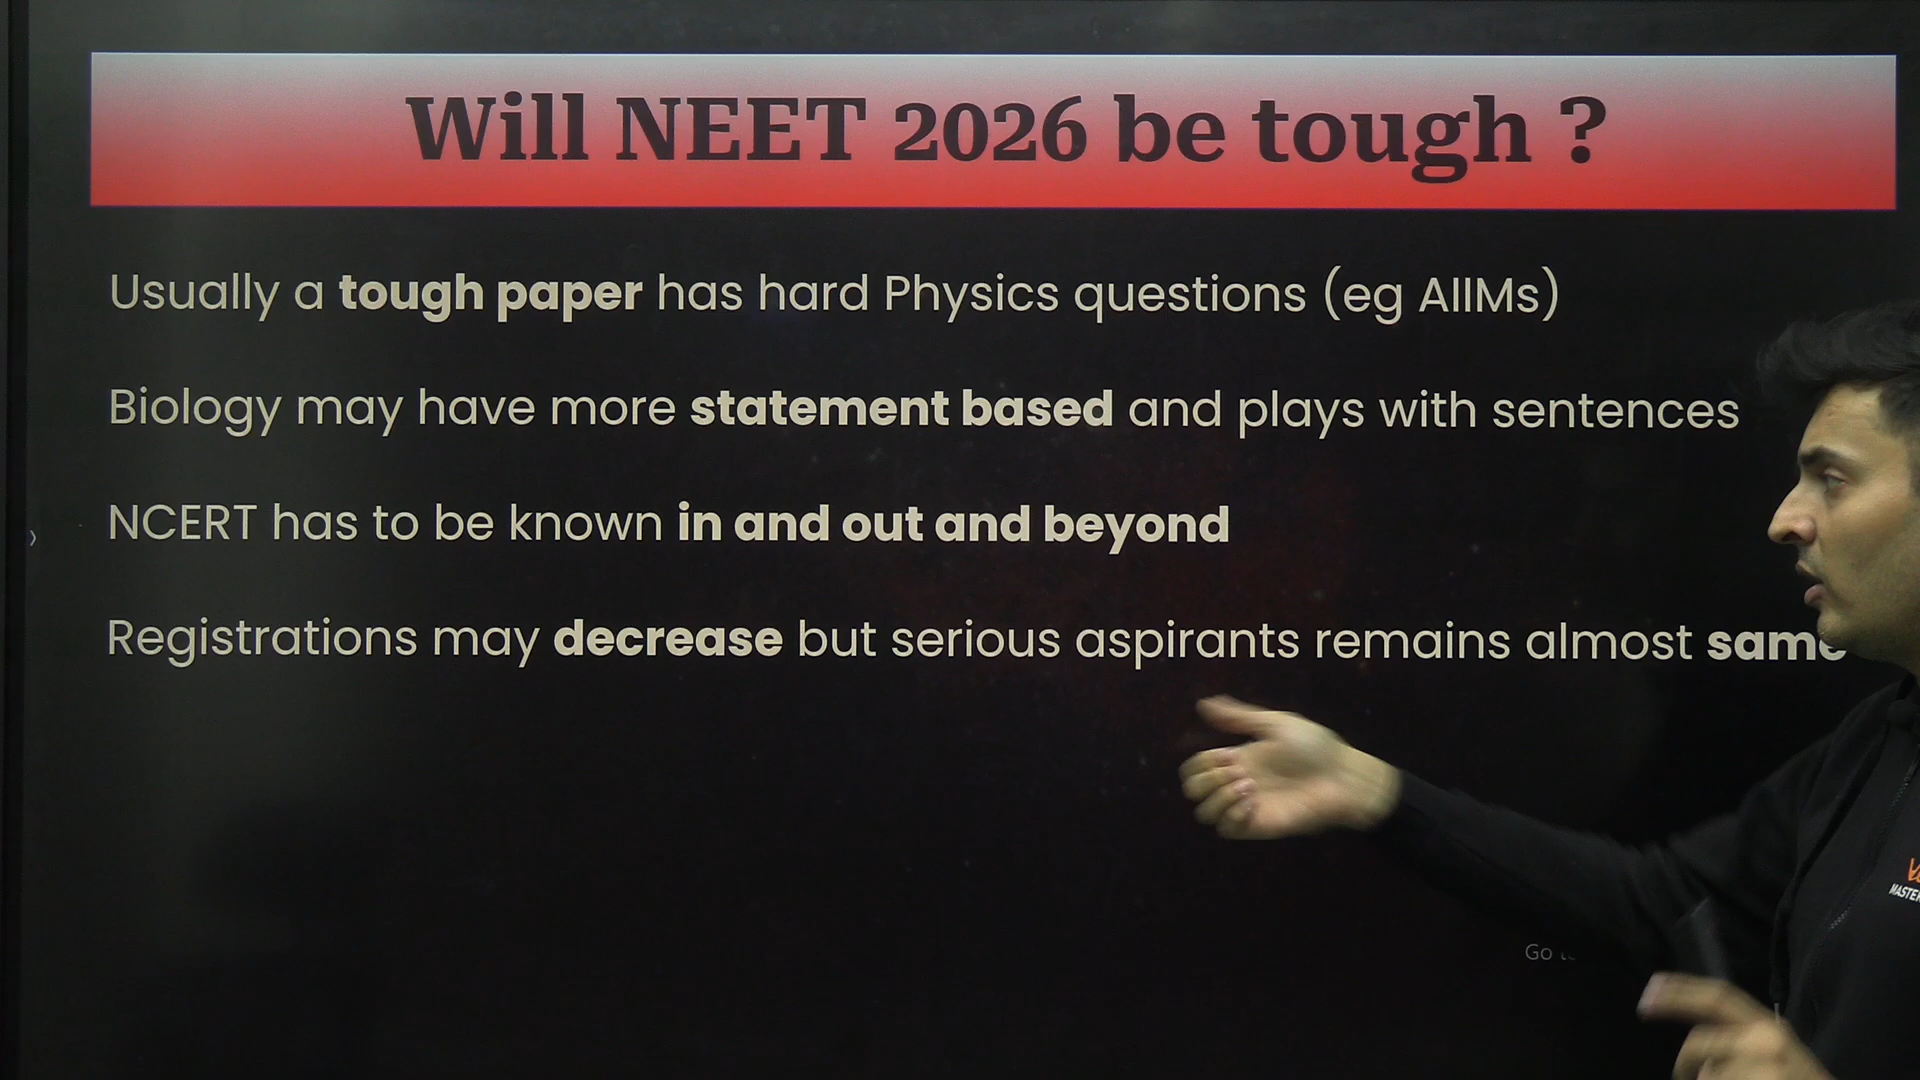 Will NEET 2026 be tough ?
Usually a tough paper has hard Physics questions (eg AIIMs)
Biology may have more statement based and plays with sentences
NCERT has to be known in and out and beyond
Registrations may decrease but serious aspirants remains almost same
Go